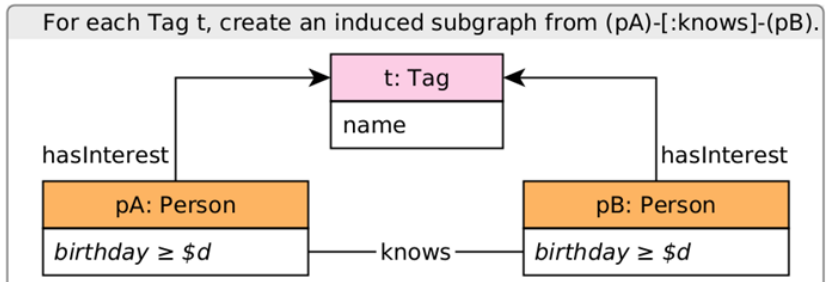 For each Tag t, create an induced subgraph from (pA)-[:knows]-(pB).
t: Tag
name
hasInterest
hasInterest
pA: Person
pB: Person
birthday ≥ $d
knows
birthday ≥ $d